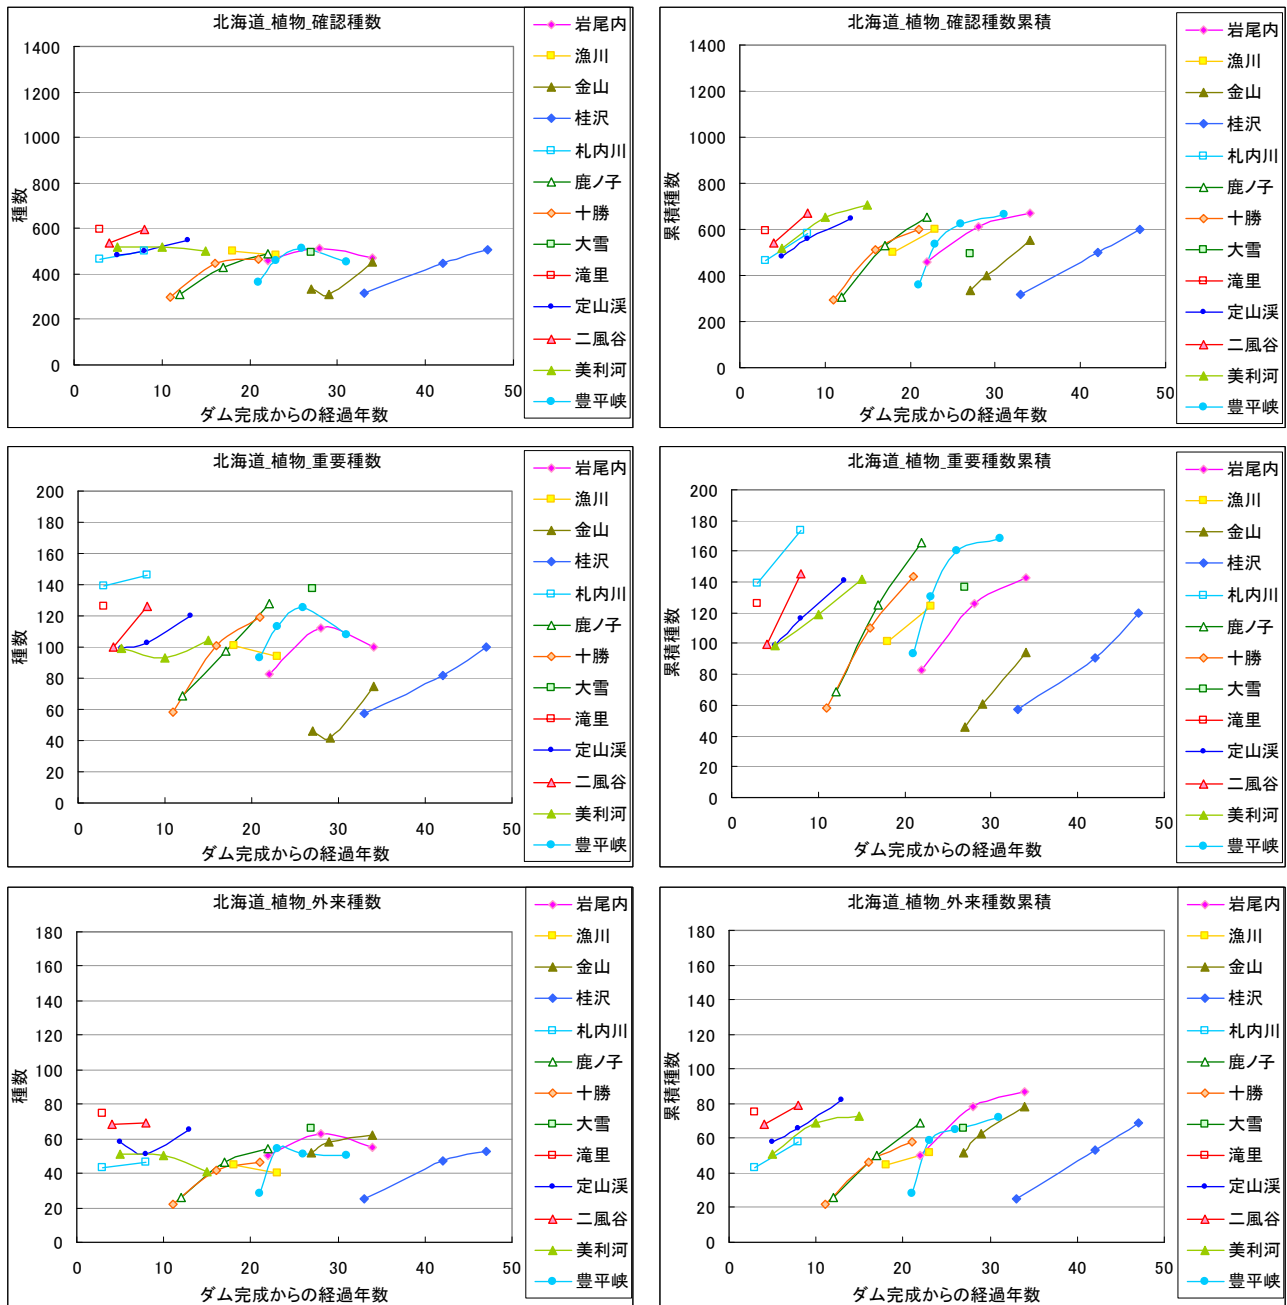 北海道_植物_確認種数
種数
1400
1200
1000
800
600
400
200
0
0 10 20 30 40 50
ダム完成からの経過年数
岩尾内
漁川
金山
桂沢
札内川
鹿ノ子
十勝
大雪
滝里
定山渓
二風谷
美利河
豊平峡
北海道_植物_確認種数累積
累積種数
1400
1200
1000
800
600
400
200
0
0 10 20 30 40 50
ダム完成からの経過年数
岩尾内
漁川
金山
桂沢
札内川
鹿ノ子
十勝
大雪
滝里
定山渓
二風谷
美利河
豊平峡
北海道_植物_重要種数
種数
200
180
160
140
120
100
80
60
40
20
0
0 10 20 30 40 50
ダム完成からの経過年数
岩尾内
漁川
金山
桂沢
札内川
鹿ノ子
十勝
大雪
滝里
定山渓
二風谷
美利河
豊平峡
北海道_植物_重要種数累積
累積種数
200
180
160
140
120
100
80
60
40
20
0
0 10 20 30 40 50
ダム完成からの経過年数
岩尾内
漁川
金山
桂沢
札内川
鹿ノ子
十勝
大雪
滝里
定山渓
二風谷
美利河
豊平峡
北海道_植物_外来種数
種数
180
160
140
120
100
80
60
40
20
0
0 10 20 30 40 50
ダム完成からの経過年数
岩尾内
漁川
金山
桂沢
札内川
鹿ノ子
十勝
大雪
滝里
定山渓
二風谷
美利河
豊平峡
北海道_植物_外来種数累積
累積種数
180
160
140
120
100
80
60
40
20
0
0 10 20 30 40 50
ダム完成からの経過年数
岩尾内
漁川
金山
桂沢
札内川
鹿ノ子
十勝
大雪
滝里
定山渓
二風谷
美利河
豊平峡